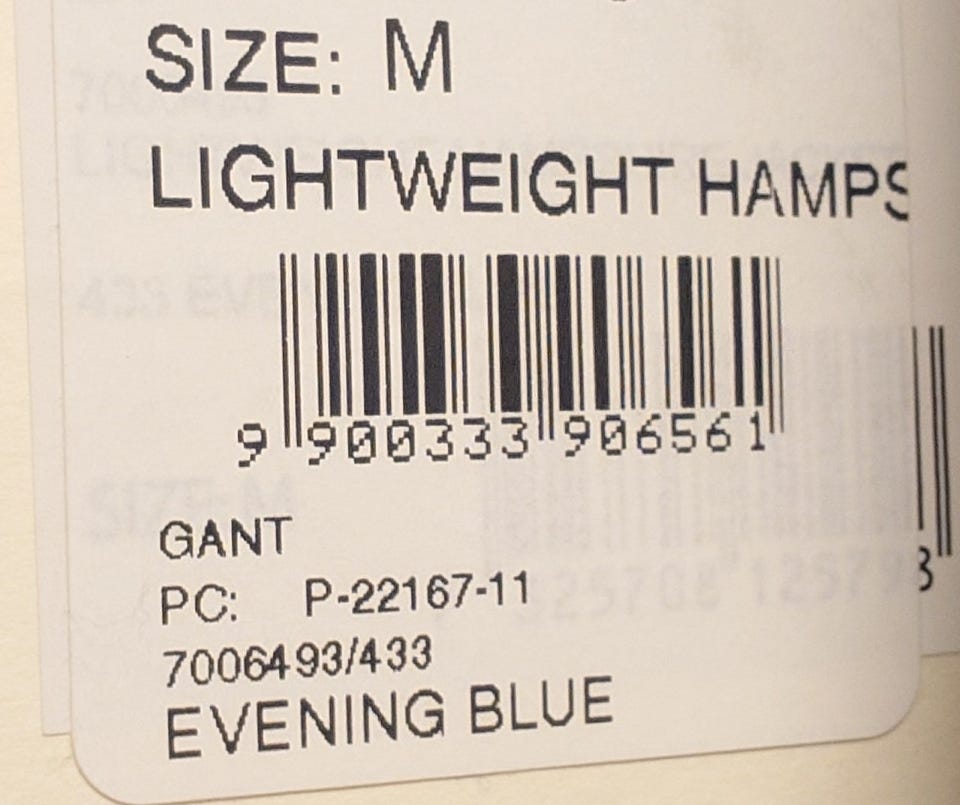 SIZE: M
LIGHTWEIGHT HAMPS
9 900333 906561
GANT
PC: P-22167-11
7006493/433
EVENING BLUE